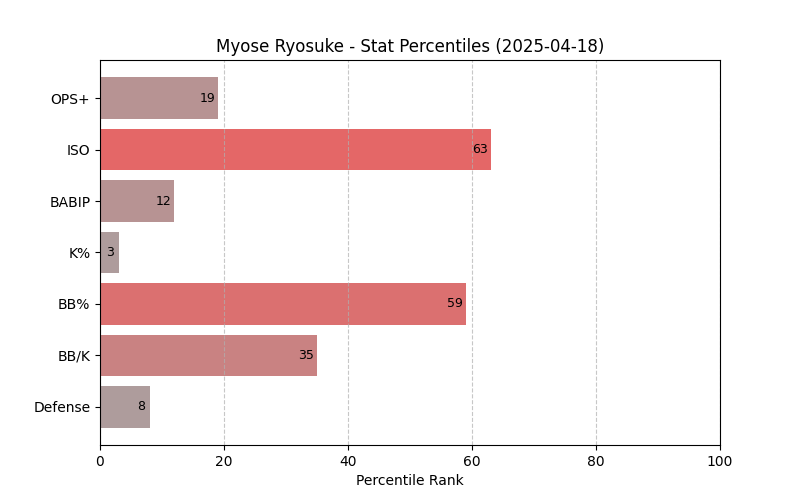 Myose Ryosuke - Stat Percentiles (2025-04-18)
OPS+ 19
ISO 63
BABIP 12
K% 3
BB% 59
BB/K 35
Defense 8
0 20 40 60 80 100
Percentile Rank